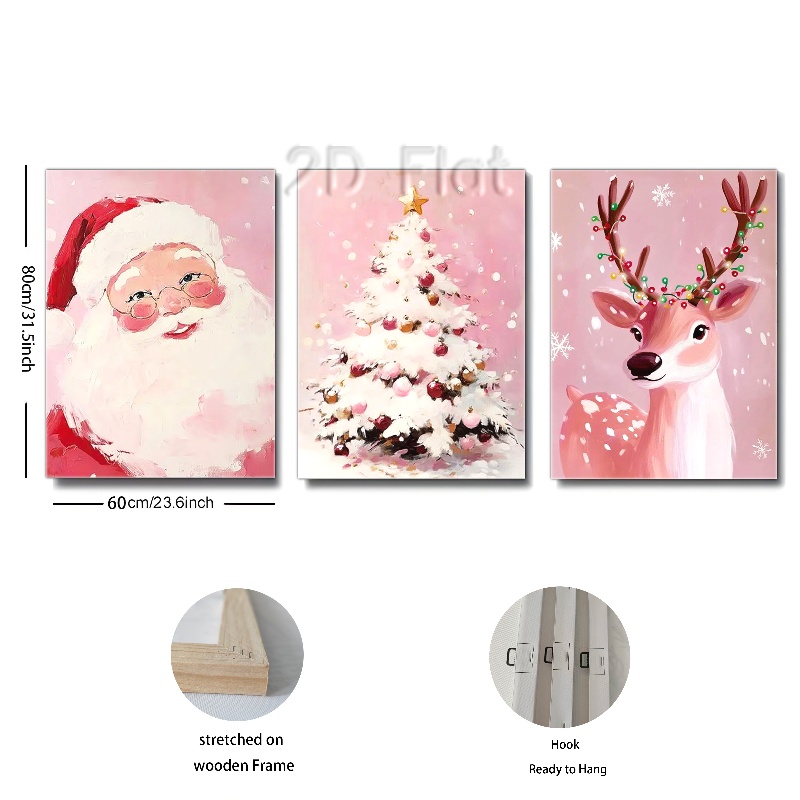 2D Flat
80cm/31.5inch
60cm/23.6inch
stretched on
wooden Frame
Hook
Ready to Hang